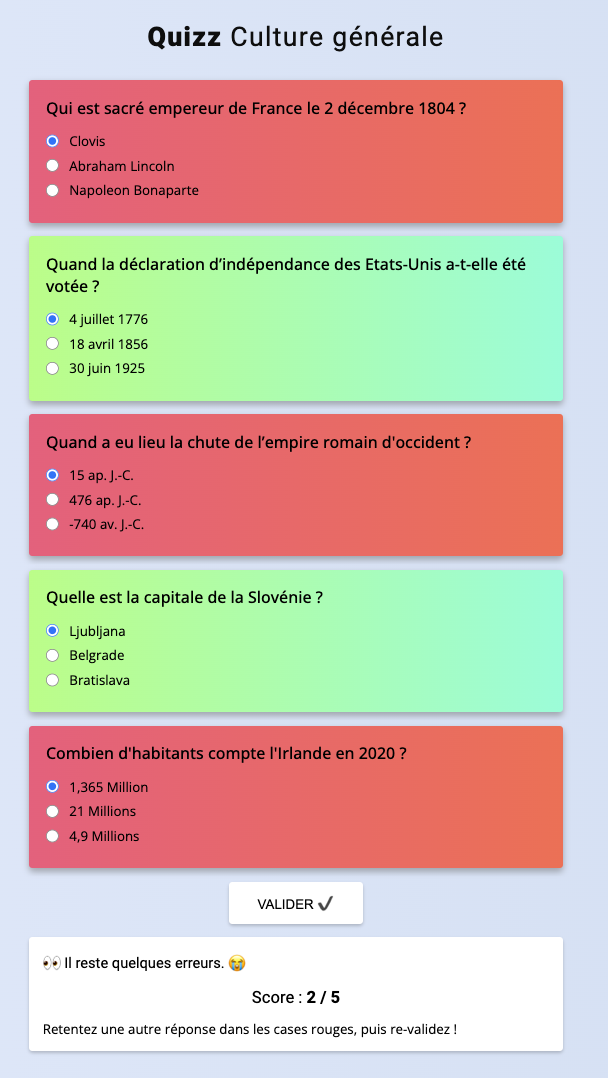 Quizz Culture générale
Qui est sacré empereur de France le 2 décembre 1804 ?
Clovis
Abraham Lincoln
Napoleon Bonaparte
Quand la déclaration d’indépendance des Etats-Unis a-t-elle été
votée ?
4 juillet 1776
18 avril 1856
30 juin 1925
Quand a eu lieu la chute de l’empire romain d'occident ?
15 ap. J.-C.
476 ap. J.-C.
-740 av. J.-C.
Quelle est la capitale de la Slovénie ?
Ljubljana
Belgrade
Bratislava
Combien d'habitants compte l'Irlande en 2020 ?
1,365 Million
21 Millions
4,9 Millions
VALIDER ✔
👀 Il reste quelques erreurs. 😭
Score : 2 / 5
Retentez une autre réponse dans les cases rouges, puis re-validez !